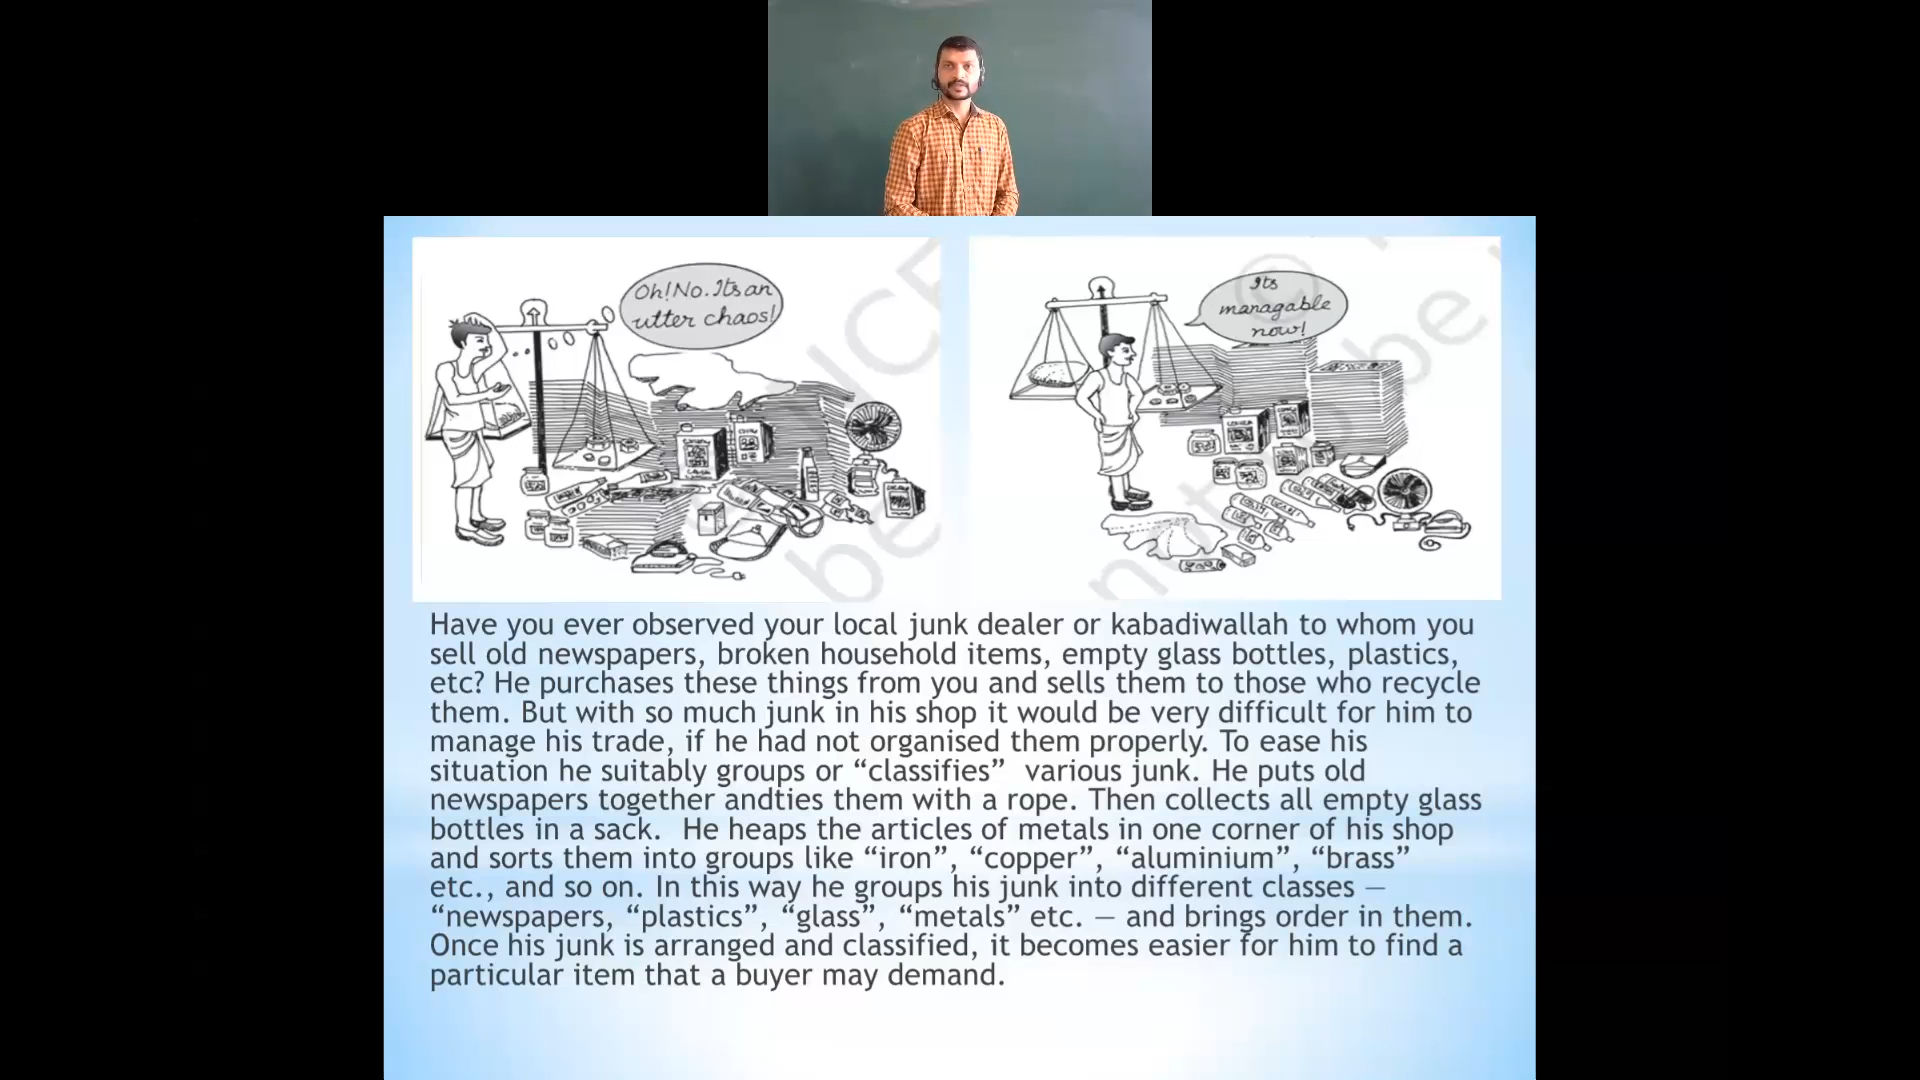 Oh! No. Its an
utter chaos!
Its
managable
now!
Have you ever observed your local junk dealer or kabadiwallah to whom you
sell old newspapers, broken household items, empty glass bottles, plastics,
etc? He purchases these things from you and sells them to those who recycle
them. But with so much junk in his shop it would be very difficult for him to
manage his trade, if he had not organised them properly. To ease his
situation he suitably groups or “classifies”  various junk. He puts old
newspapers together andties them with a rope. Then collects all empty glass
bottles in a sack.  He heaps the articles of metals in one corner of his shop
and sorts them into groups like “iron”, “copper”, “aluminium”, “brass”
etc., and so on. In this way he groups his junk into different classes —
“newspapers, “plastics”, “glass”, “metals” etc. — and brings order in them.
Once his junk is arranged and classified, it becomes easier for him to find a
particular item that a buyer may demand.
be
©
not to be